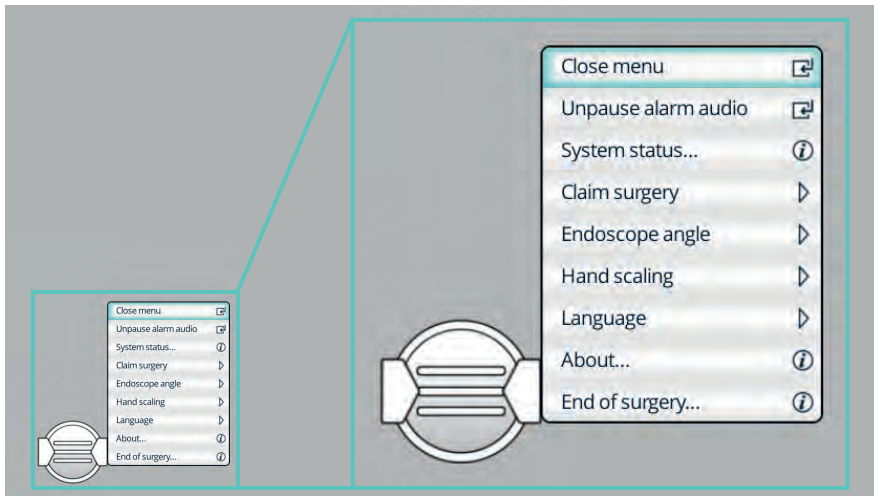 Close menu
Unpause alarm audio
System status...
Claim surgery
Endoscope angle
Hand scaling
Language
About...
End of surgery...
Close menu
Unpause alarm audio
System status...
Claim surgery
Endoscope angle
Hand scaling
Language
About...
End of surgery...